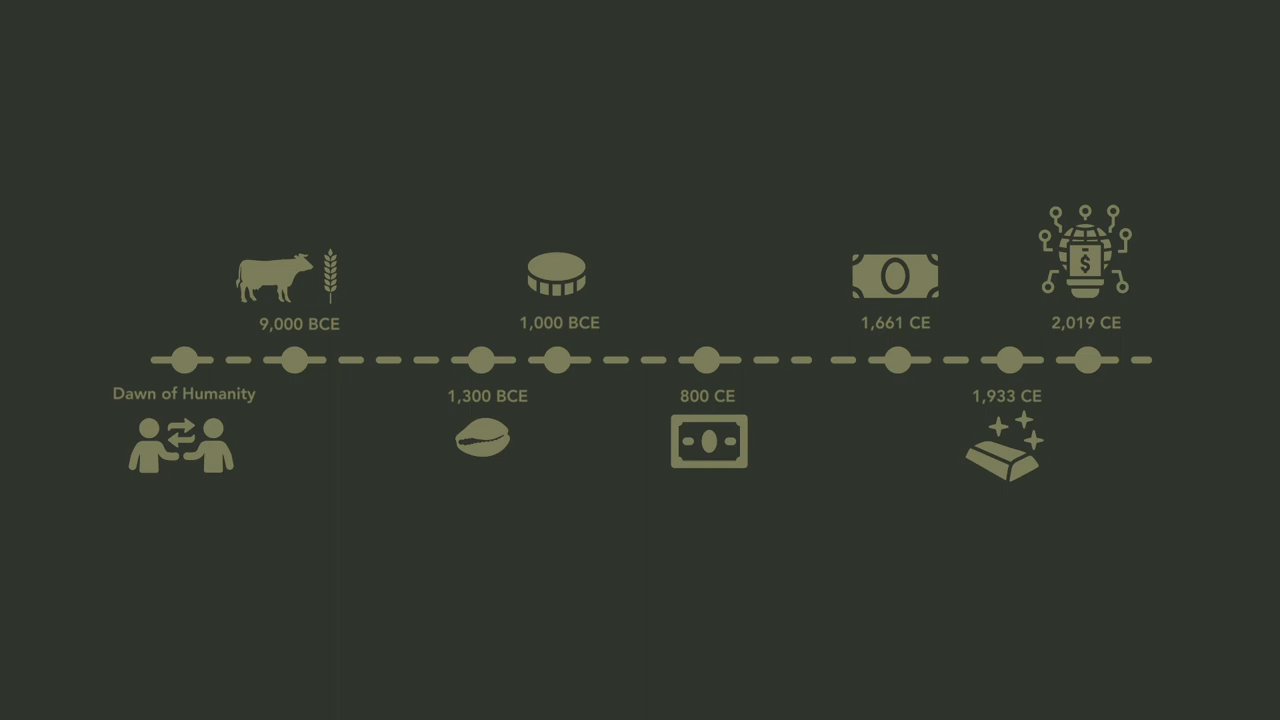 9,000 BCE
1,000 BCE
1,661 CE
2,019 CE
$
Dawn of Humanity
1,300 BCE
800 CE
1,933 CE